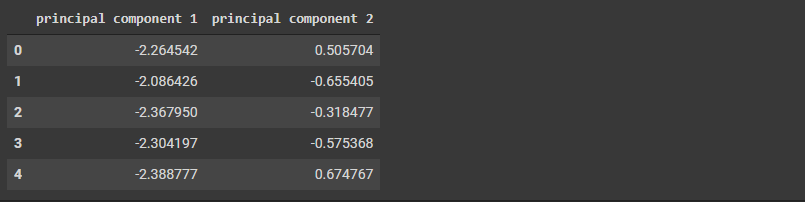 principal component 1 principal component 2
0 -2.264542 0.505704
1 -2.086426 -0.655405
2 -2.367950 -0.318477
3 -2.304197 -0.575368
4 -2.388777 0.674767